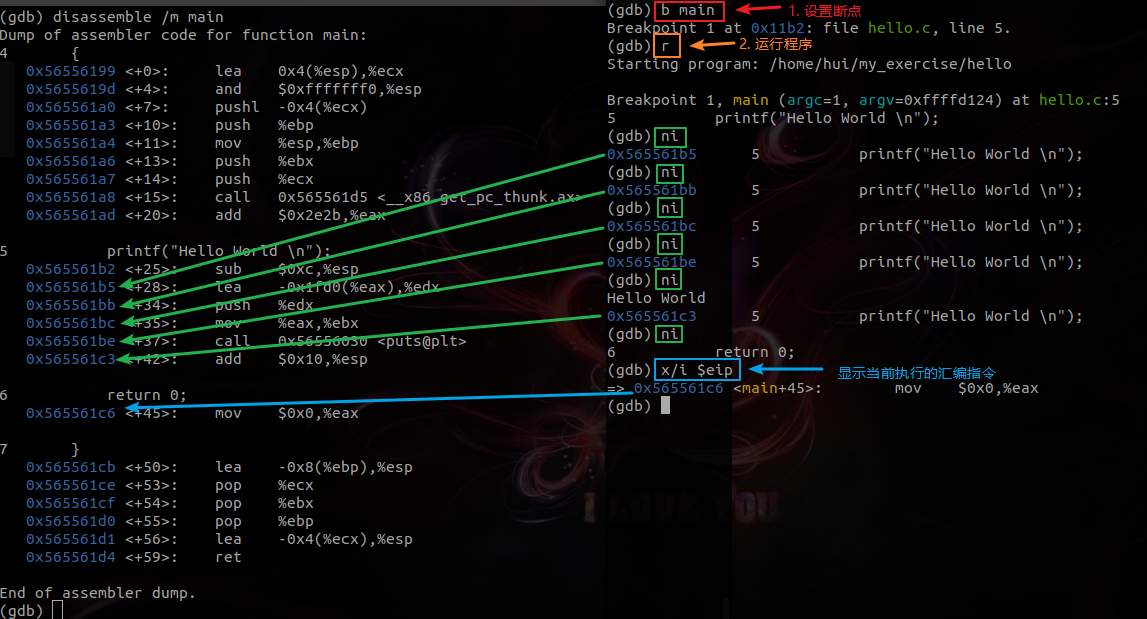 (gdb) disassemble /m main
Dump of assembler code for function main:
4 {
0x56556199 <+0>: lea 0x4(%esp),%ecx
0x5655619d <+4>: and $0xfffffff0,%esp
0x565561a0 <+7>: pushl -0x4(%ecx)
0x565561a3 <+10>: push %ebp
0x565561a4 <+11>: mov %esp,%ebp
0x565561a6 <+13>: push %ebx
0x565561a7 <+14>: push %ecx
0x565561a8 <+15>: call 0x565561d5 <__x86.get_pc_thunk.ax>
0x565561ad <+20>: add $0x2e2b,%eax
5 printf("Hello World \n");
0x565561b2 <+25>: sub $0xc,%esp
0x565561b5 <+28>: lea -0x1fd0(%eax),%edx
0x565561bb <+34>: push %edx
0x565561bc <+35>: mov %eax,%ebx
0x565561be <+37>: call 0x56556030 <puts@plt>
0x565561c3 <+42>: add $0x10,%esp
6 return 0;
0x565561c6 <+45>: mov $0x0,%eax
7 }
0x565561cb <+50>: lea -0x8(%ebp),%esp
0x565561ce <+53>: pop %ecx
0x565561cf <+54>: pop %ebx
0x565561d0 <+55>: pop %ebp
0x565561d1 <+56>: lea -0x4(%ecx),%esp
0x565561d4 <+59>: ret
End of assembler dump.
(gdb)
(gdb) b main 1. 设置断点
Breakpoint 1 at 0x11b2: file hello.c, line 5.
(gdb) r 2. 运行程序
Starting program: /home/hui/my_exercise/hello
Breakpoint 1, main (argc=1, argv=0xffffd124) at hello.c:5
5 printf("Hello World \n");
(gdb) ni
0x565561b5 5 printf("Hello World \n");
(gdb) ni
0x565561bb 5 printf("Hello World \n");
(gdb) ni
0x565561bc 5 printf("Hello World \n");
(gdb) ni
0x565561be 5 printf("Hello World \n");
(gdb) ni
Hello World
0x565561c3 5 printf("Hello World \n");
(gdb) ni
6 return 0;
(gdb) x/i $eip 显示当前执行的汇编指令
=> 0x565561c6 <main+45>: mov $0x0,%eax
(gdb)
I LOVE YOU